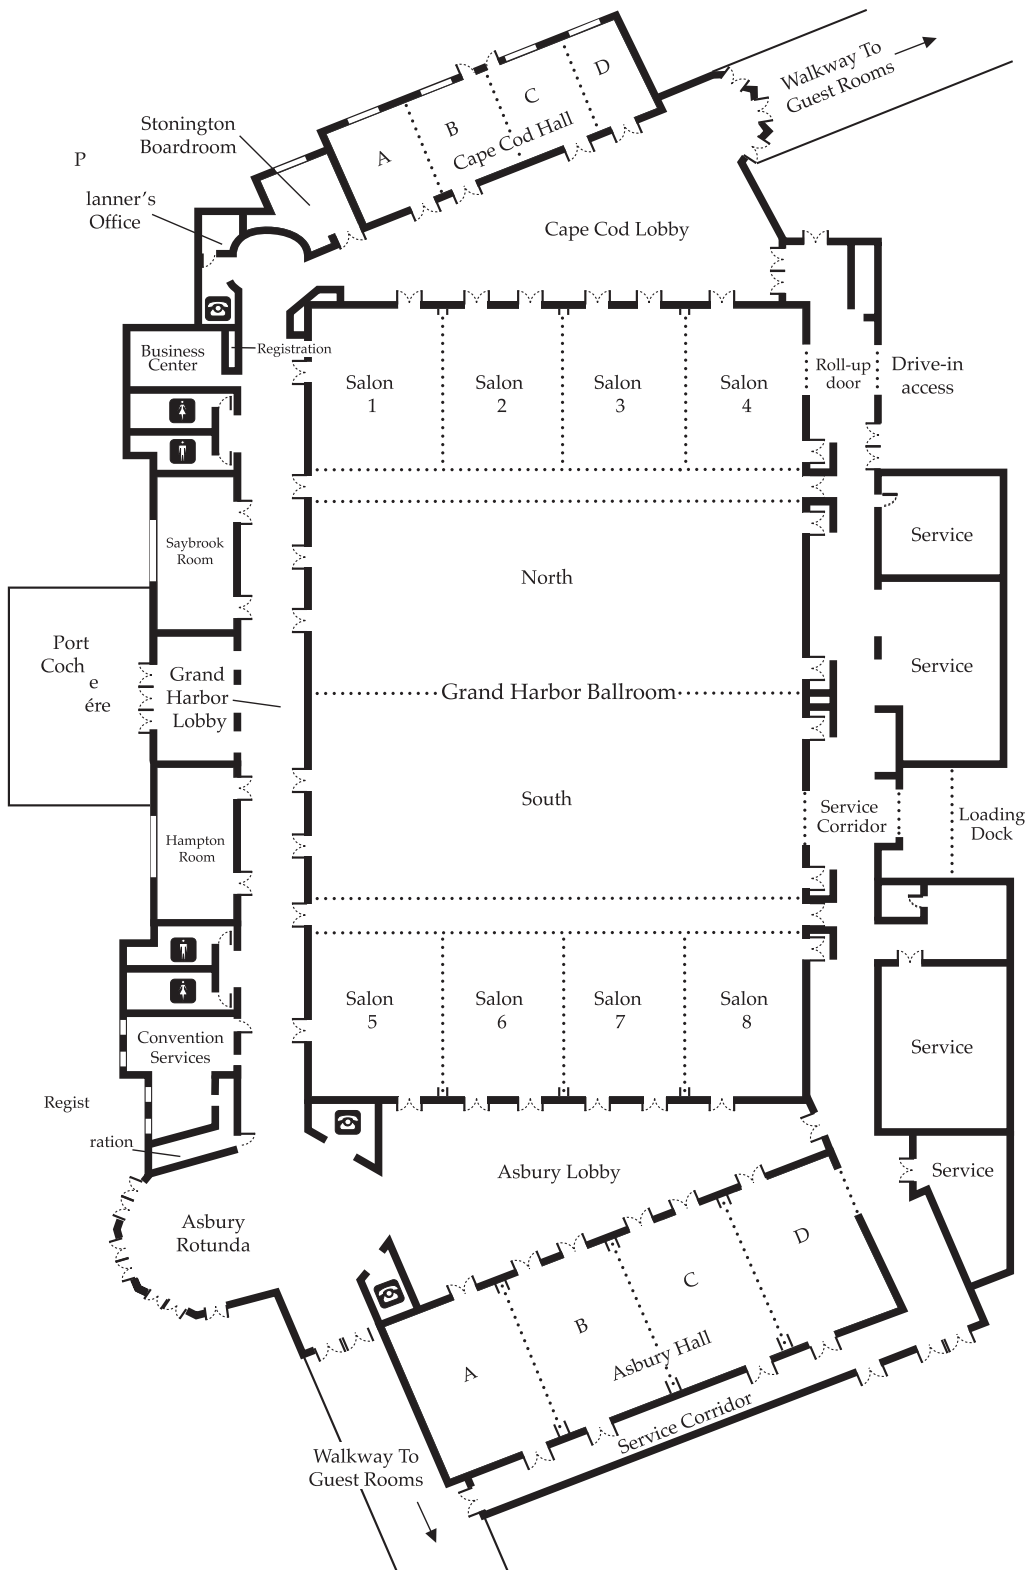 Walkway To
Guest Rooms
D
C
B
A
Cape Cod Hall
Stonington
Boardroom
P
lanner's
Office
Cape Cod Lobby
Business
Center
Registration
Salon
1
Salon
2
Salon
3
Salon
4
Roll-up
door
Drive-in
access
Saybrook
Room
North
Service
Port
Coch
e
ére
Grand
Harbor
Lobby
Grand Harbor Ballroom
Service
South
Service
Corridor
Loading
Dock
Hampton
Room
Salon
5
Salon
6
Salon
7
Salon
8
Convention
Services
Service
Regist
ration
Asbury Lobby
Service
Asbury
Rotunda
D
C
B
A
Asbury Hall
Service Corridor
Walkway To
Guest Rooms